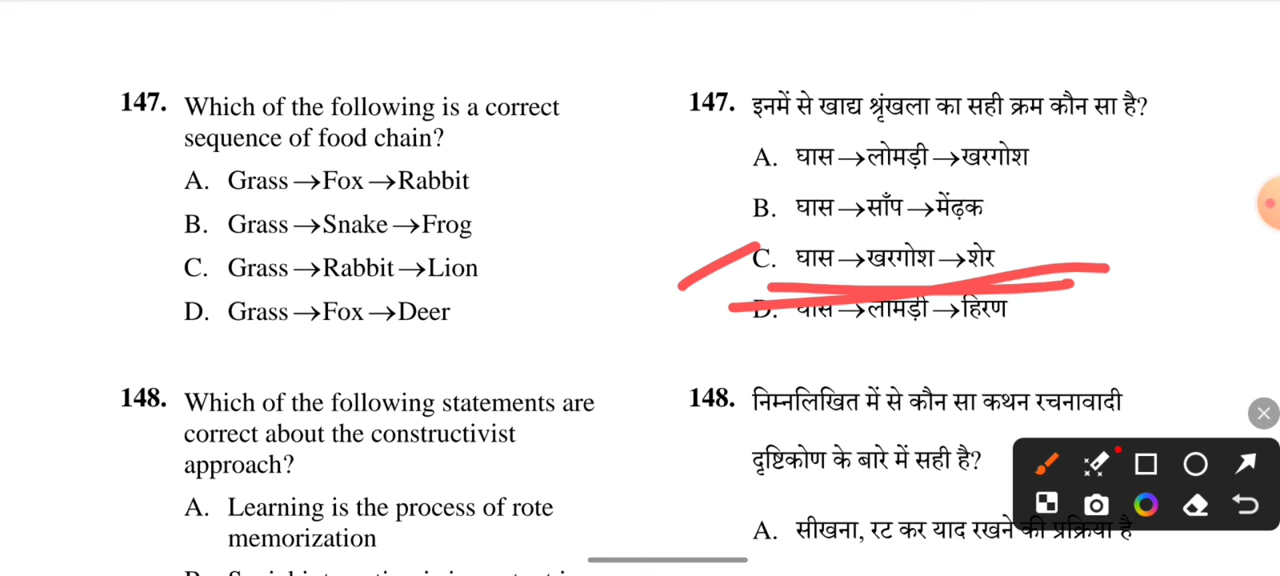 147. Which of the following is a correct
sequence of food chain?
A. Grass→Fox→Rabbit
B. Grass→Snake→Frog
C. Grass→Rabbit→Lion
D. Grass→Fox→Deer
148. Which of the following statements are
correct about the constructivist
approach?
A. Learning is the process of rote
memorization
147. इनमें से खाद्य श्रृंखला का सही क्रम कौन सा है?
A. घास→लोमड़ी→खरगोश
B. घास→साँप→मेंढ़क
C. घास→खरगोश→शेर
D. घास→लोमड़ी→हिरण
148. निम्नलिखित में से कौन सा कथन रचनावादी
दृष्टिकोण के बारे में सही है?
A. सीखना, रट कर याद रखने की प्रक्रिया है